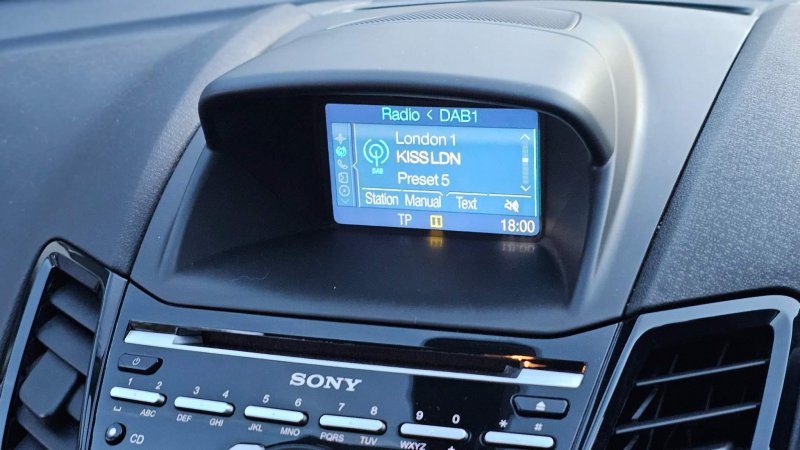 Radio < DAB1
London 1
KISS LDN
DAB
Preset 5
Station Manual Text
TP 18:00
SONY
1 2 3 4 5 6 7 8 9 0 * #
⎵ ABC DEF GHI JKL MNO PQRS TUV WXYZ +
CD